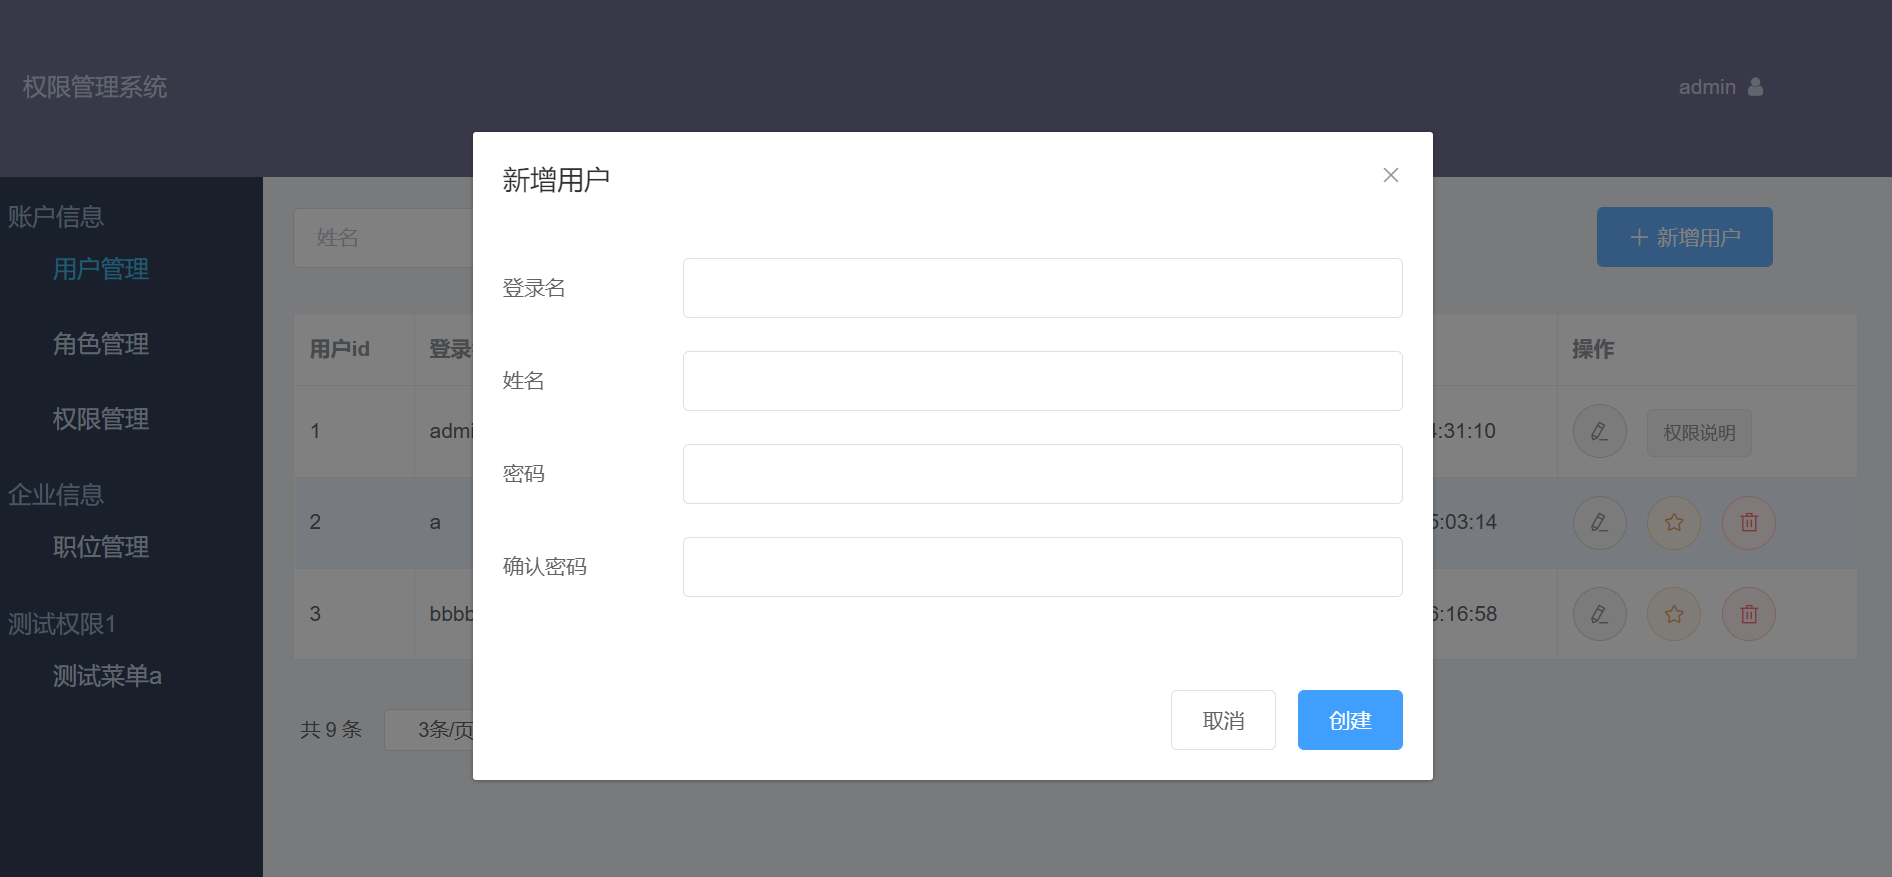 权限管理系统
admin
账户信息
用户管理
角色管理
权限管理
企业信息
职位管理
测试权限1
测试菜单a
姓名
新增用户
用户id 登录 操作
1 admi 4:31:10 权限说明
2 a 5:03:14
3 bbbb 6:16:58
共 9 条 3条/页
新增用户
登录名
姓名
密码
确认密码
取消 创建